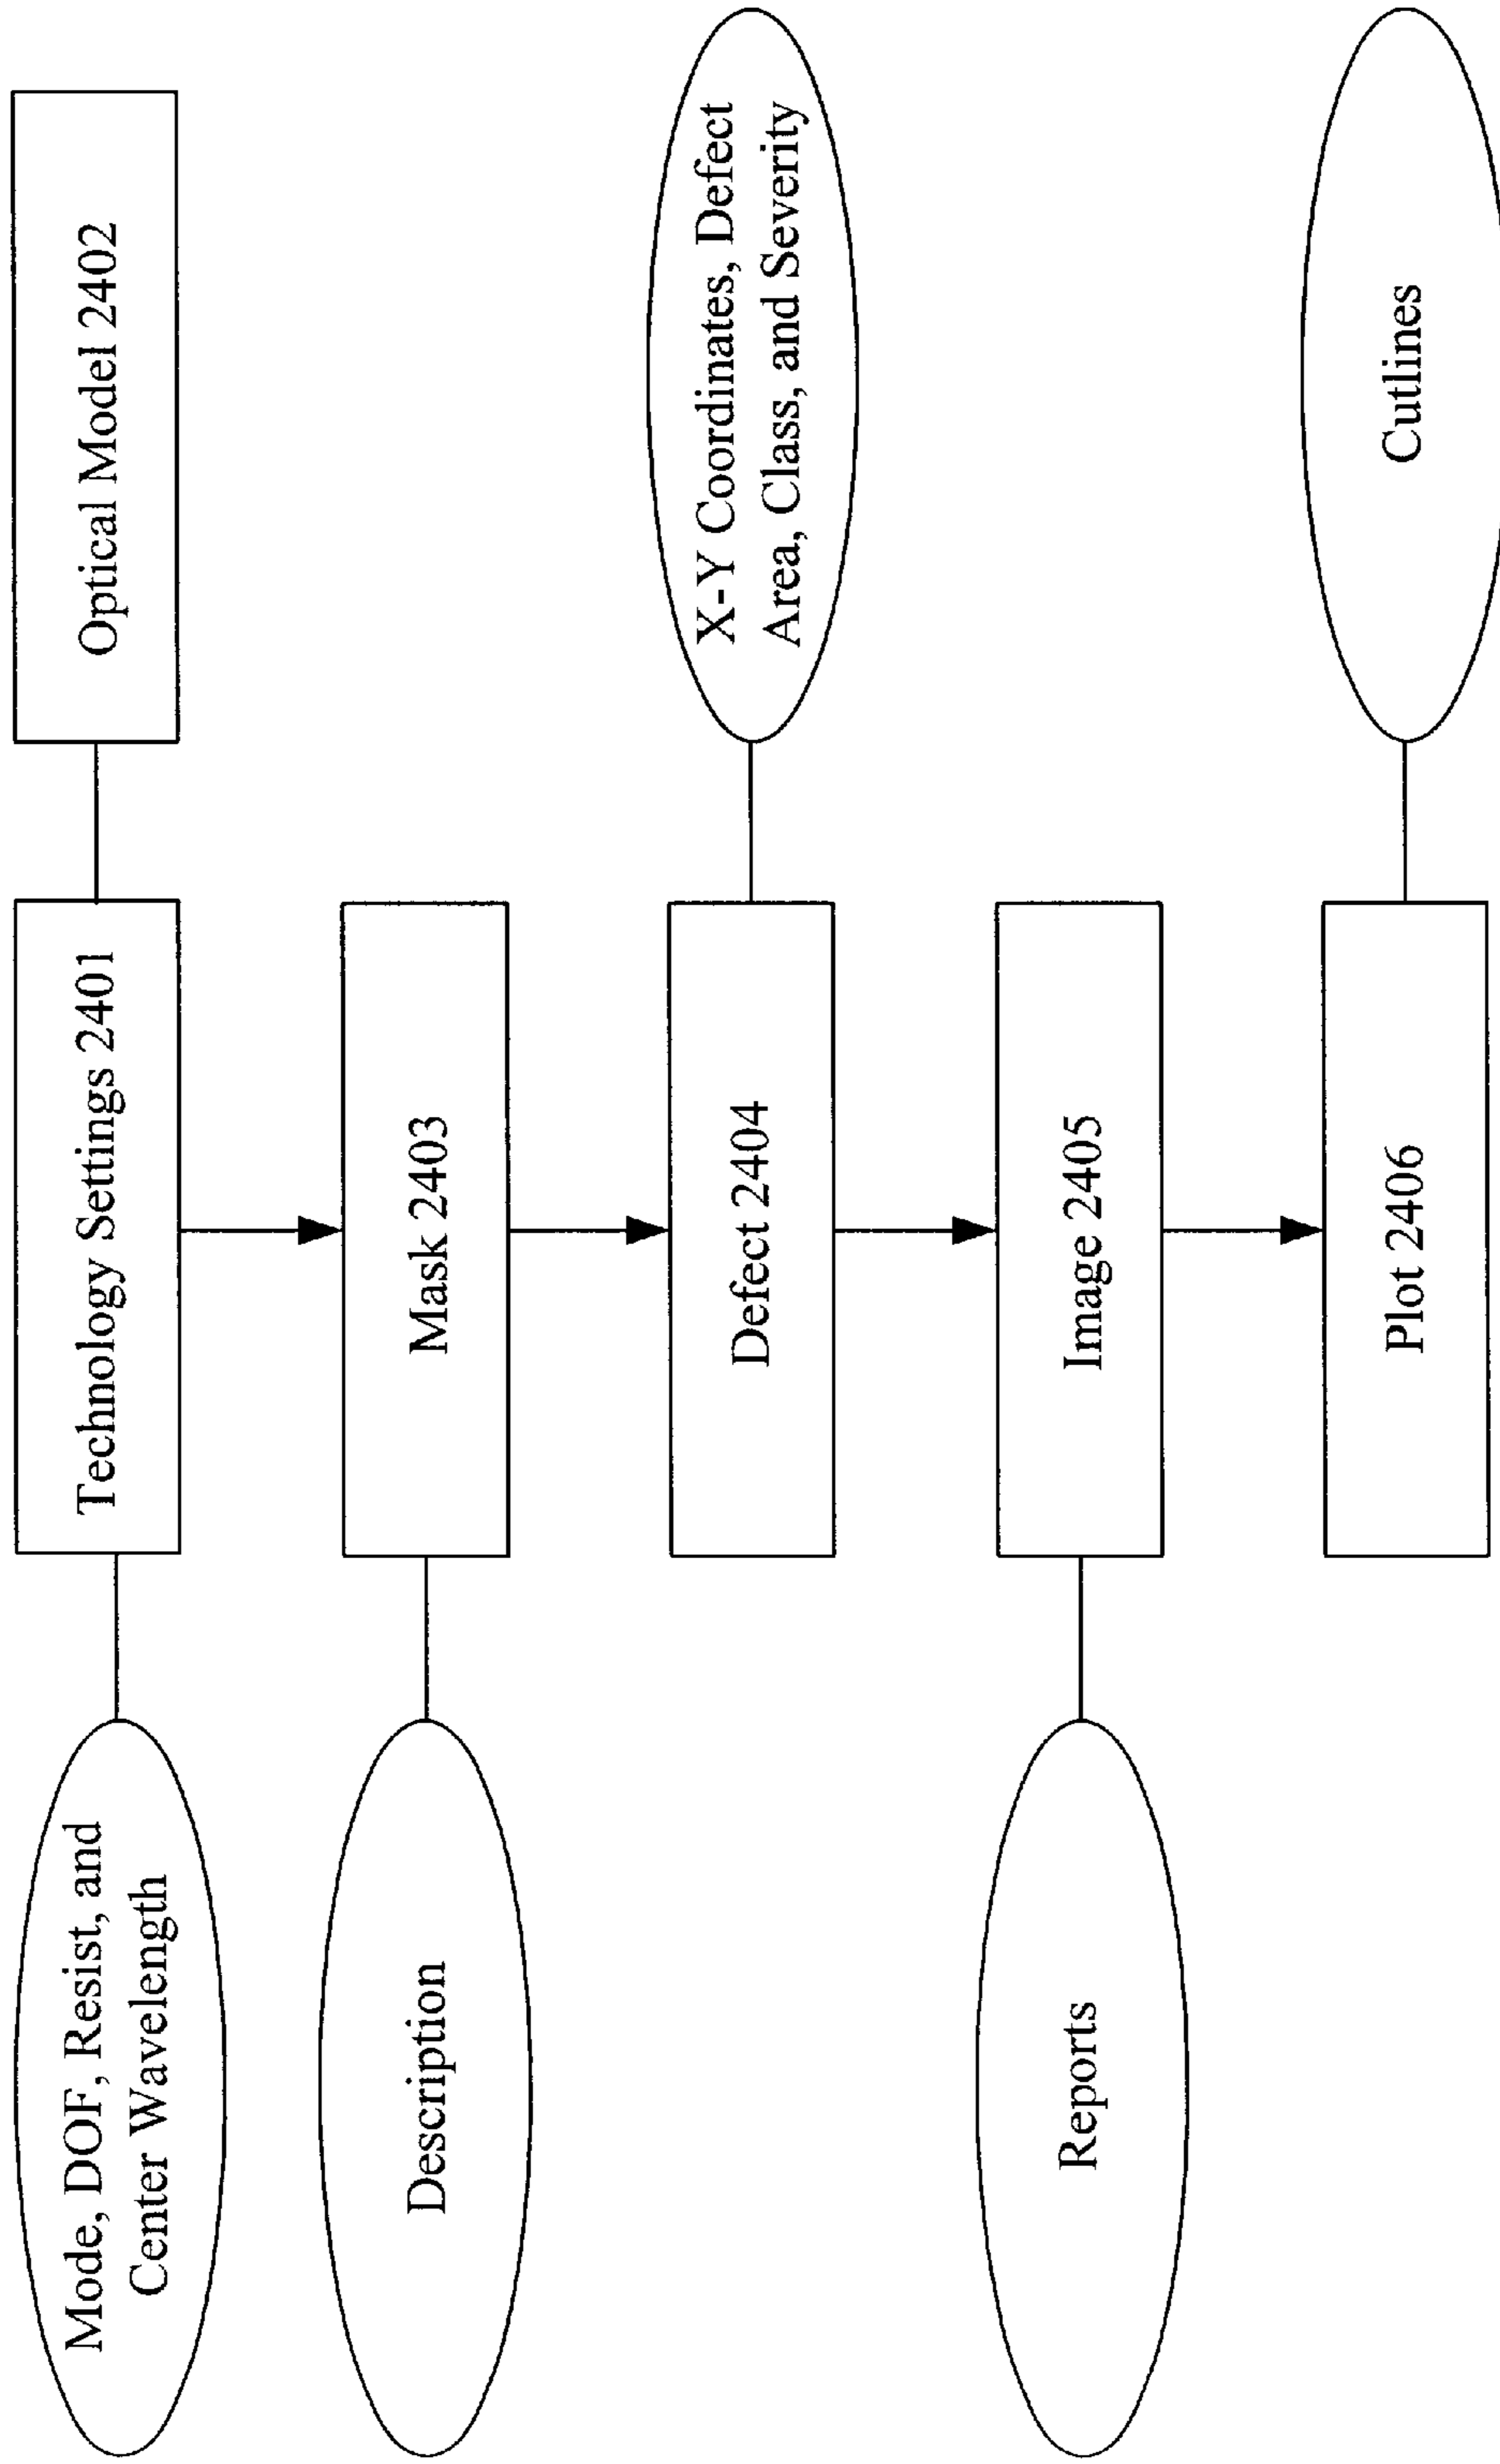 Mode, DOF, Resist, and
Center Wavelength
Technology Settings 2401
Optical Model 2402
Description
Mask 2403
Defect 2404
X-Y Coordinates, Defect
Area, Class, and Severity
Reports
Image 2405
Plot 2406
Cutlines